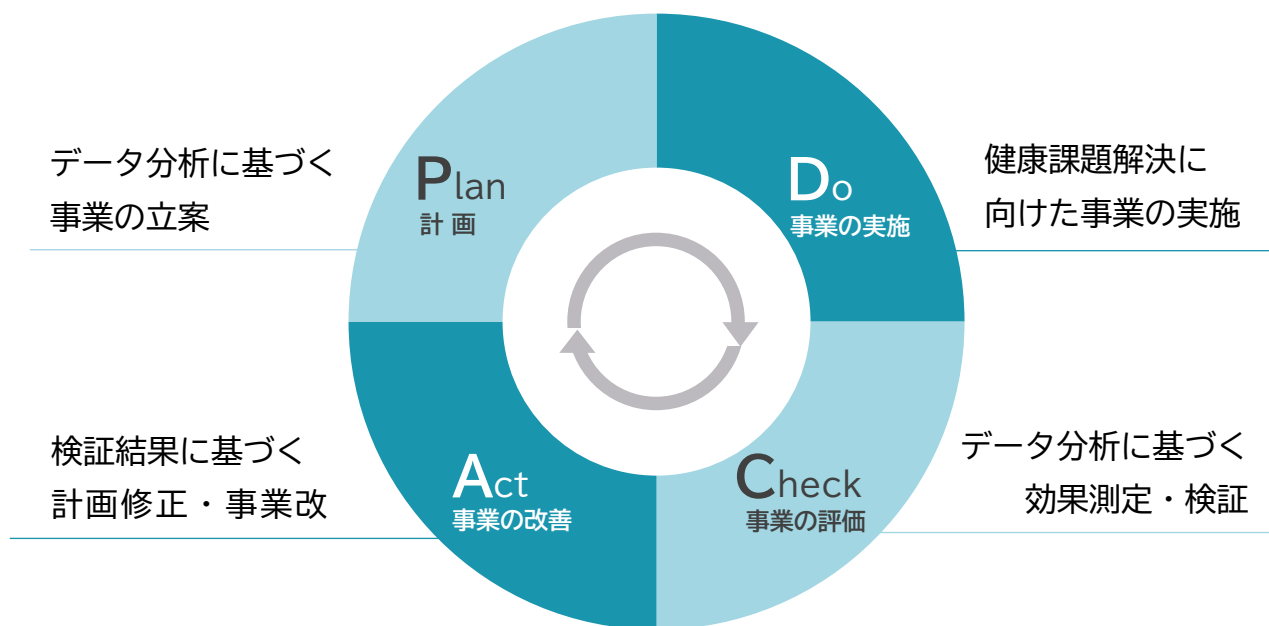 データ分析に基づく
事業の立案
Plan
計 画
Do
事業の実施
健康課題解決に
向けた事業の実施
検証結果に基づく
計画修正・事業改
Act
事業の改善
Check
事業の評価
データ分析に基づく
効果測定・検証